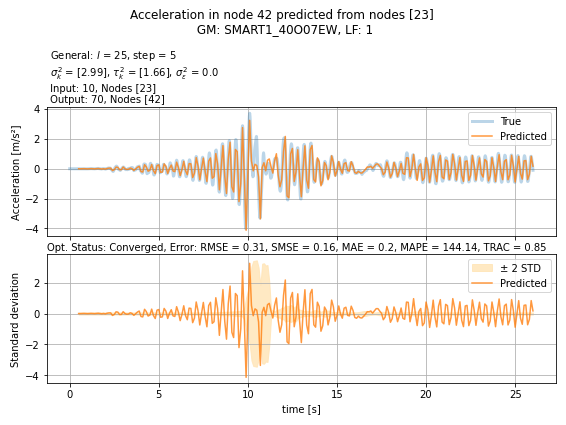 Acceleration in node 42 predicted from nodes [23]
GM: SMART1_40O07EW, LF: 1
General: l = 25, step = 5
σ²ₖ = [2.99], τ²ₖ = [1.66], σ²ε = 0.0
Input: 10, Nodes [23]
Output: 70, Nodes [42]
Acceleration [m/s²]
4
2
0
−2
−4
True
Predicted
Opt. Status: Converged, Error: RMSE = 0.31, SMSE = 0.16, MAE = 0.2, MAPE = 144.14, TRAC = 0.85
Standard deviation
2
0
−2
−4
± 2 STD
Predicted
0
5
10
15
20
25
time [s]